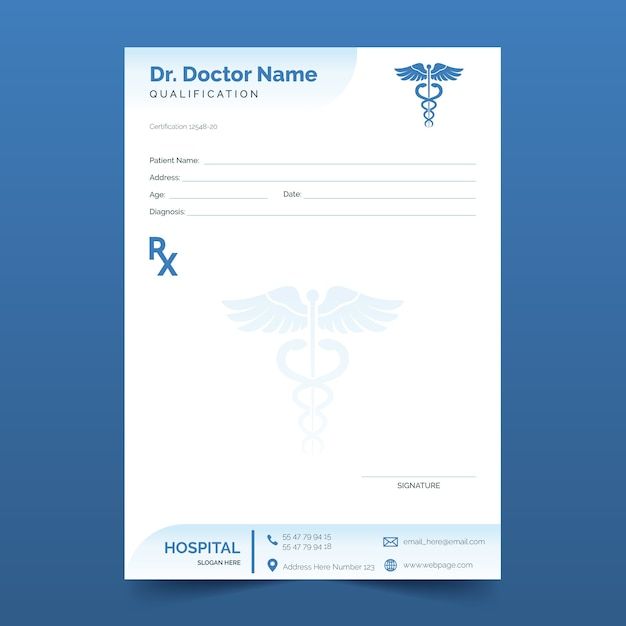 Dr. Doctor Name
QUALIFICATION
Certification 12548-20
Patient Name:
Address:
Age: Date:
Diagnosis:
Rx
SIGNATURE
HOSPITAL
SLOGAN HERE
55 47 79 94 15
55 47 79 94 18
Address Here Number 123
email_here@email.com
www.webpage.com